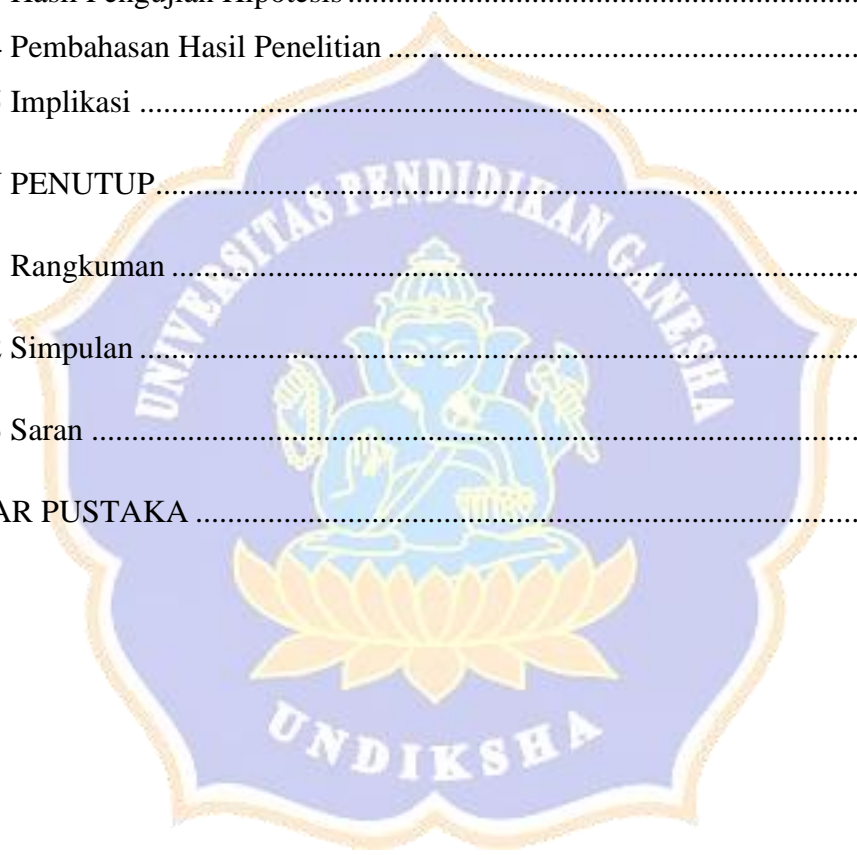 Hasil Pengujian Hipotesis ................................................................
Pembahasan Hasil Penelitian ...........................................................
Implikasi ...........................................................................................
PENUTUP.........................................................................................
Rangkuman ......................................................................................
Simpulan ...........................................................................................
Saran .................................................................................................
AR PUSTAKA ...................................................................................
UNIVERSITAS PENDIDIKAN GANESHA
UNDIKSHA